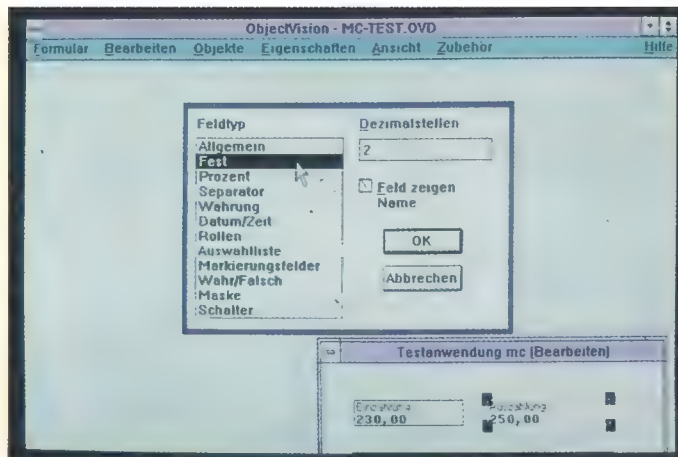 ObjectVision - MC-TEST.OVD
Formular Bearbeiten Objekte Eigenschaften Ansicht Zubehör Hilfe
Feldtyp
Allgemein
Fest
Prozent
Separator
Währung
Datum/Zeit
Rollen
Auswahlliste
Markierungsfelder
Wahr/Falsch
Maske
Schalter
Dezimalstellen
2
Feld zeigen
Name
OK
Abbrechen
Testanwendung mc (Bearbeiten)
Einzahlung Auszahlung
230,00 250,00